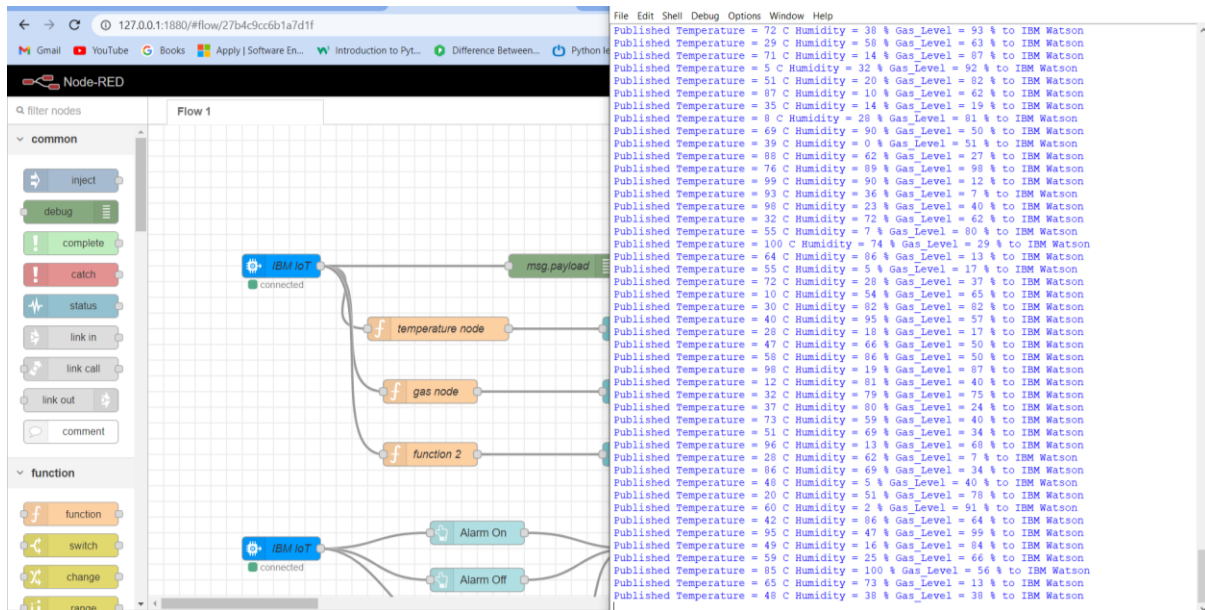 127.0.0.1:1880/#flow/27b4c9cc6b1a7d1f
Gmail YouTube Books Apply | Software En... Introduction to Pyt... Difference Between... Python le
Node-RED
filter nodes
Flow 1
common
inject
debug
complete
catch
status
link in
link call
link out
comment
function
function
switch
change
range
IBM IoT
connected
msg.payload
temperature node
gas node
function 2
IBM IoT
connected
Alarm On
Alarm Off
File Edit Shell Debug Options Window Help
Published Temperature = 72 C Humidity = 38 % Gas_Level = 93 % to IBM Watson
Published Temperature = 29 C Humidity = 58 % Gas_Level = 63 % to IBM Watson
Published Temperature = 71 C Humidity = 14 % Gas_Level = 87 % to IBM Watson
Published Temperature = 5 C Humidity = 32 % Gas_Level = 92 % to IBM Watson
Published Temperature = 51 C Humidity = 20 % Gas_Level = 82 % to IBM Watson
Published Temperature = 87 C Humidity = 10 % Gas_Level = 62 % to IBM Watson
Published Temperature = 35 C Humidity = 14 % Gas_Level = 19 % to IBM Watson
Published Temperature = 8 C Humidity = 28 % Gas_Level = 81 % to IBM Watson
Published Temperature = 69 C Humidity = 90 % Gas_Level = 50 % to IBM Watson
Published Temperature = 39 C Humidity = 0 % Gas_Level = 51 % to IBM Watson
Published Temperature = 88 C Humidity = 62 % Gas_Level = 27 % to IBM Watson
Published Temperature = 76 C Humidity = 89 % Gas_Level = 98 % to IBM Watson
Published Temperature = 99 C Humidity = 90 % Gas_Level = 12 % to IBM Watson
Published Temperature = 93 C Humidity = 36 % Gas_Level = 7 % to IBM Watson
Published Temperature = 98 C Humidity = 23 % Gas_Level = 40 % to IBM Watson
Published Temperature = 32 C Humidity = 72 % Gas_Level = 62 % to IBM Watson
Published Temperature = 55 C Humidity = 7 % Gas_Level = 80 % to IBM Watson
Published Temperature = 100 C Humidity = 74 % Gas_Level = 29 % to IBM Watson
Published Temperature = 64 C Humidity = 86 % Gas_Level = 13 % to IBM Watson
Published Temperature = 55 C Humidity = 5 % Gas_Level = 17 % to IBM Watson
Published Temperature = 72 C Humidity = 28 % Gas_Level = 37 % to IBM Watson
Published Temperature = 10 C Humidity = 54 % Gas_Level = 65 % to IBM Watson
Published Temperature = 30 C Humidity = 82 % Gas_Level = 82 % to IBM Watson
Published Temperature = 40 C Humidity = 95 % Gas_Level = 57 % to IBM Watson
Published Temperature = 28 C Humidity = 18 % Gas_Level = 17 % to IBM Watson
Published Temperature = 47 C Humidity = 66 % Gas_Level = 50 % to IBM Watson
Published Temperature = 58 C Humidity = 86 % Gas_Level = 50 % to IBM Watson
Published Temperature = 98 C Humidity = 19 % Gas_Level = 87 % to IBM Watson
Published Temperature = 12 C Humidity = 81 % Gas_Level = 40 % to IBM Watson
Published Temperature = 32 C Humidity = 79 % Gas_Level = 75 % to IBM Watson
Published Temperature = 37 C Humidity = 80 % Gas_Level = 24 % to IBM Watson
Published Temperature = 73 C Humidity = 59 % Gas_Level = 40 % to IBM Watson
Published Temperature = 51 C Humidity = 69 % Gas_Level = 34 % to IBM Watson
Published Temperature = 96 C Humidity = 13 % Gas_Level = 68 % to IBM Watson
Published Temperature = 28 C Humidity = 62 % Gas_Level = 7 % to IBM Watson
Published Temperature = 86 C Humidity = 69 % Gas_Level = 34 % to IBM Watson
Published Temperature = 48 C Humidity = 5 % Gas_Level = 40 % to IBM Watson
Published Temperature = 20 C Humidity = 51 % Gas_Level = 78 % to IBM Watson
Published Temperature = 60 C Humidity = 2 % Gas_Level = 91 % to IBM Watson
Published Temperature = 42 C Humidity = 86 % Gas_Level = 64 % to IBM Watson
Published Temperature = 95 C Humidity = 47 % Gas_Level = 99 % to IBM Watson
Published Temperature = 49 C Humidity = 16 % Gas_Level = 84 % to IBM Watson
Published Temperature = 59 C Humidity = 25 % Gas_Level = 66 % to IBM Watson
Published Temperature = 85 C Humidity = 100 % Gas_Level = 56 % to IBM Watson
Published Temperature = 65 C Humidity = 73 % Gas_Level = 13 % to IBM Watson
Published Temperature = 48 C Humidity = 38 % Gas_Level = 38 % to IBM Watson